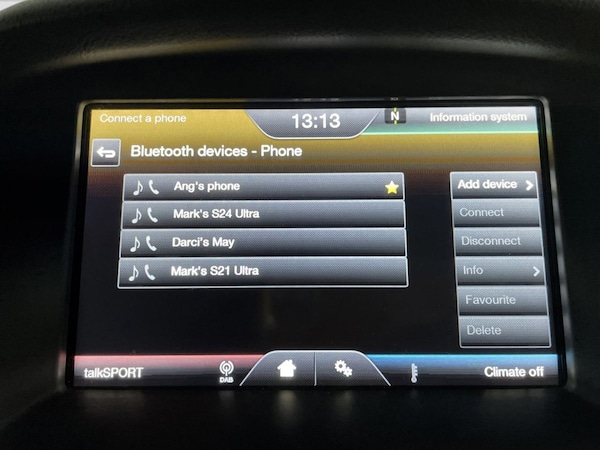 Connect a phone
13:13
N
Information system
Bluetooth devices - Phone
Ang's phone
Mark's S24 Ultra
Darci's May
Mark's S21 Ultra
Add device
Connect
Disconnect
Info
Favourite
Delete
talkSPORT
DAB
Climate off